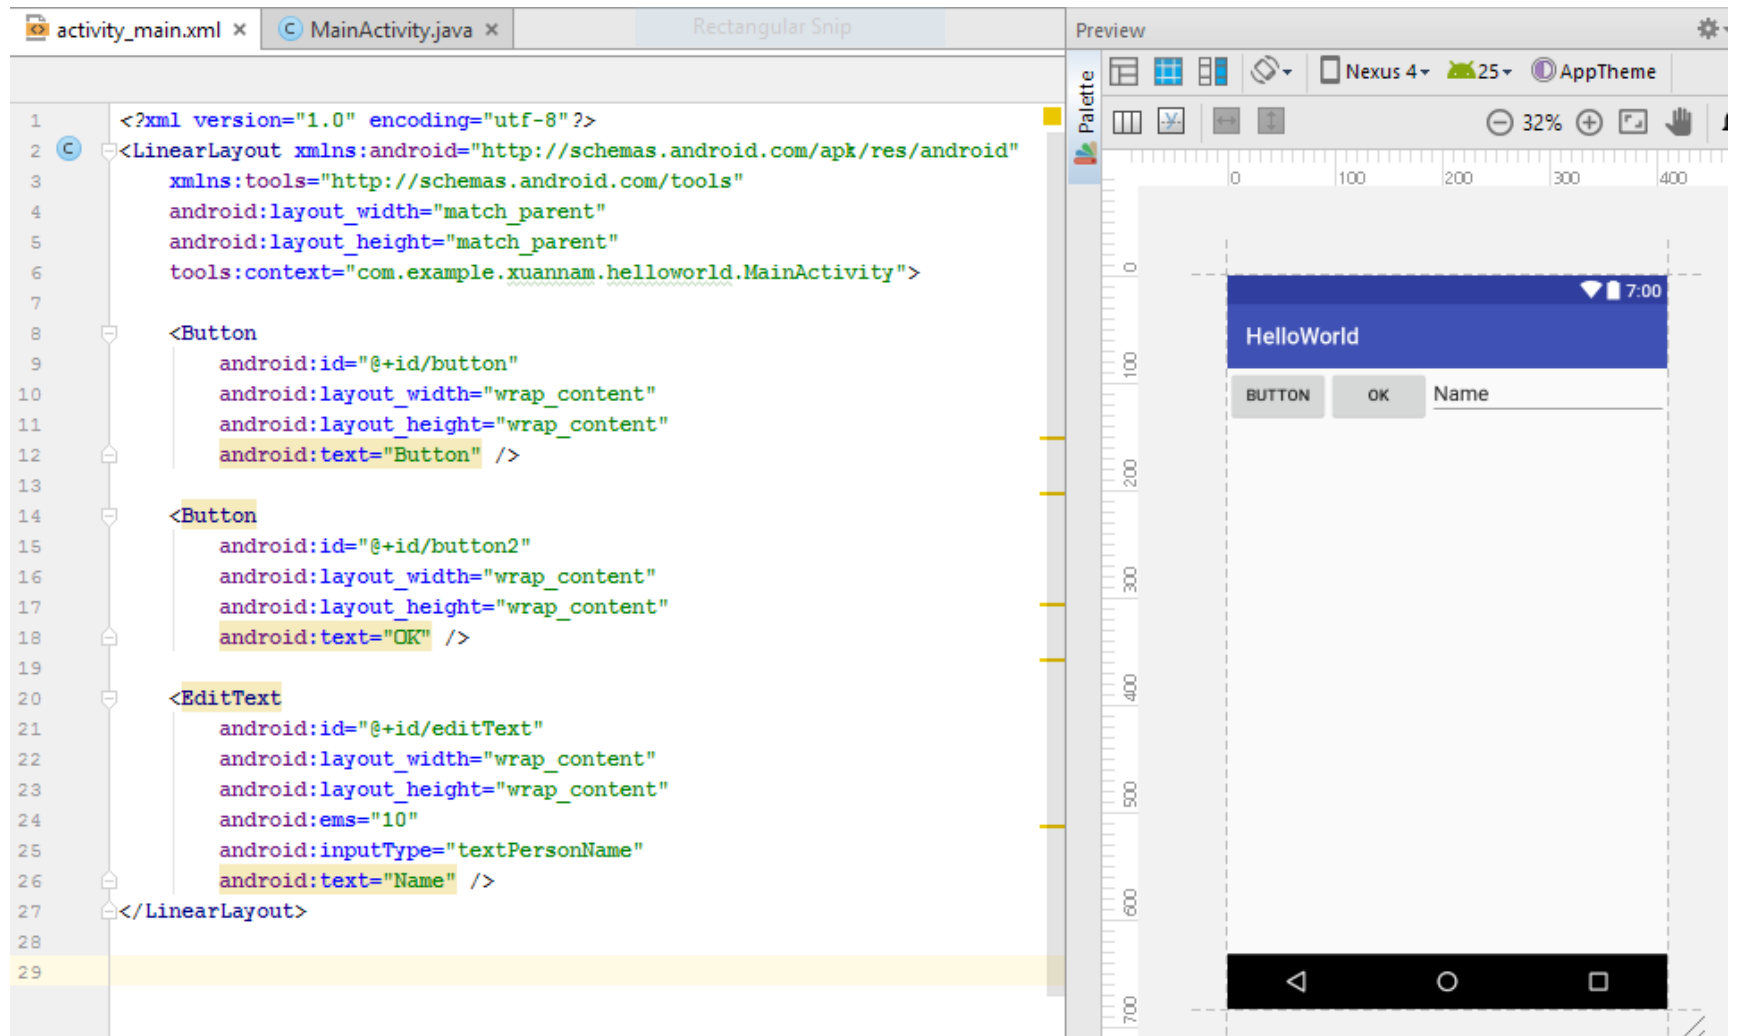 activity_main.xml × MainActivity.java × Rectangular Snip
Preview
Palette
Nexus 4 25 AppTheme
32%
0 100 200 300 400
0
100
200
300
400
500
600
700
1 <?xml version="1.0" encoding="utf-8"?>
2 C <LinearLayout xmlns:android="http://schemas.android.com/apk/res/android"
3 xmlns:tools="http://schemas.android.com/tools"
4 android:layout_width="match_parent"
5 android:layout_height="match_parent"
6 tools:context="com.example.xuannam.helloworld.MainActivity">
7
8 <Button
9 android:id="@+id/button"
10 android:layout_width="wrap_content"
11 android:layout_height="wrap_content"
12 android:text="Button" />
13
14 <Button
15 android:id="@+id/button2"
16 android:layout_width="wrap_content"
17 android:layout_height="wrap_content"
18 android:text="OK" />
19
20 <EditText
21 android:id="@+id/editText"
22 android:layout_width="wrap_content"
23 android:layout_height="wrap_content"
24 android:ems="10"
25 android:inputType="textPersonName"
26 android:text="Name" />
27 </LinearLayout>
28
29
7:00
HelloWorld
BUTTON OK Name